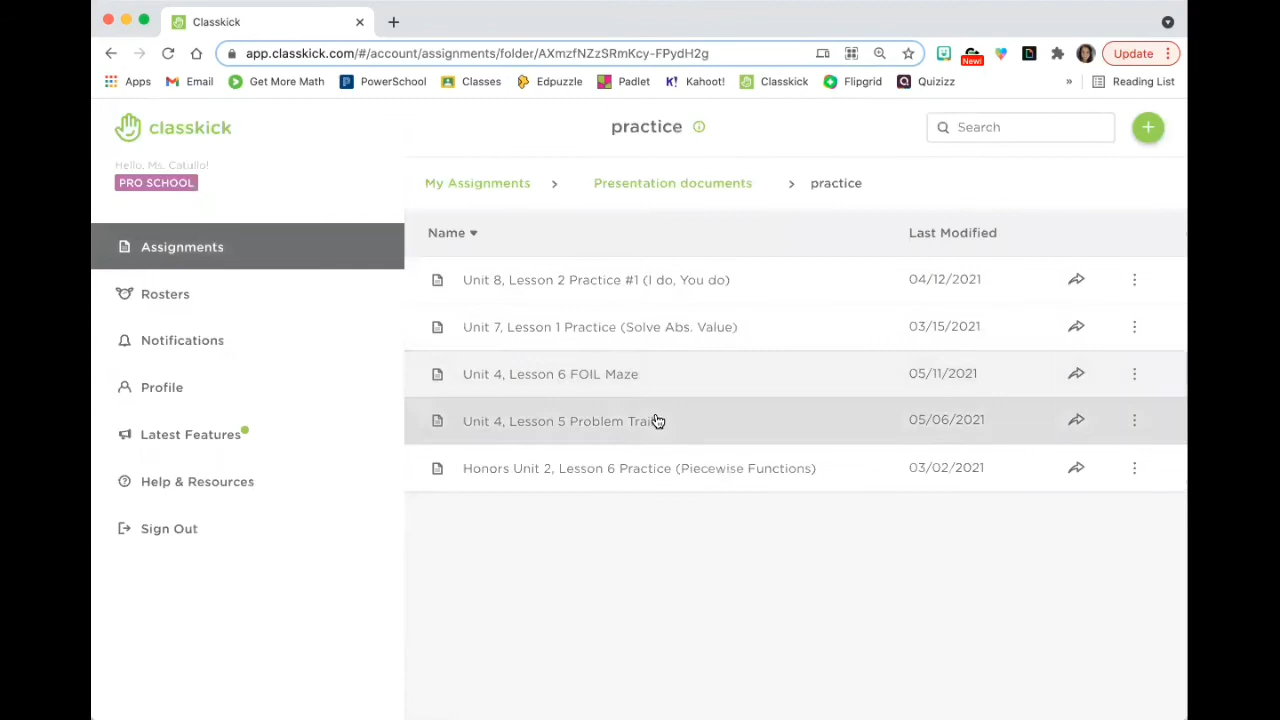 Classkick
app.classkick.com/#/account/assignments/folder/AXmzfNZzSRmKcy-FPydH2g
New!
Update
Apps Email Get More Math PowerSchool Classes Edpuzzle Padlet Kahoot! Classkick Flipgrid Quizizz » Reading List
classkick
Hello, Ms. Catullo!
PRO SCHOOL
Assignments
Rosters
Notifications
Profile
Latest Features
Help & Resources
Sign Out
practice
Search
My Assignments > Presentation documents > practice
Name Last Modified
Unit 8, Lesson 2 Practice #1 (I do, You do) 04/12/2021
Unit 7, Lesson 1 Practice (Solve Abs. Value) 03/15/2021
Unit 4, Lesson 6 FOIL Maze 05/11/2021
Unit 4, Lesson 5 Problem 05/06/2021
Honors Unit 2, Lesson 6 Practice (Piecewise Functions) 03/02/2021